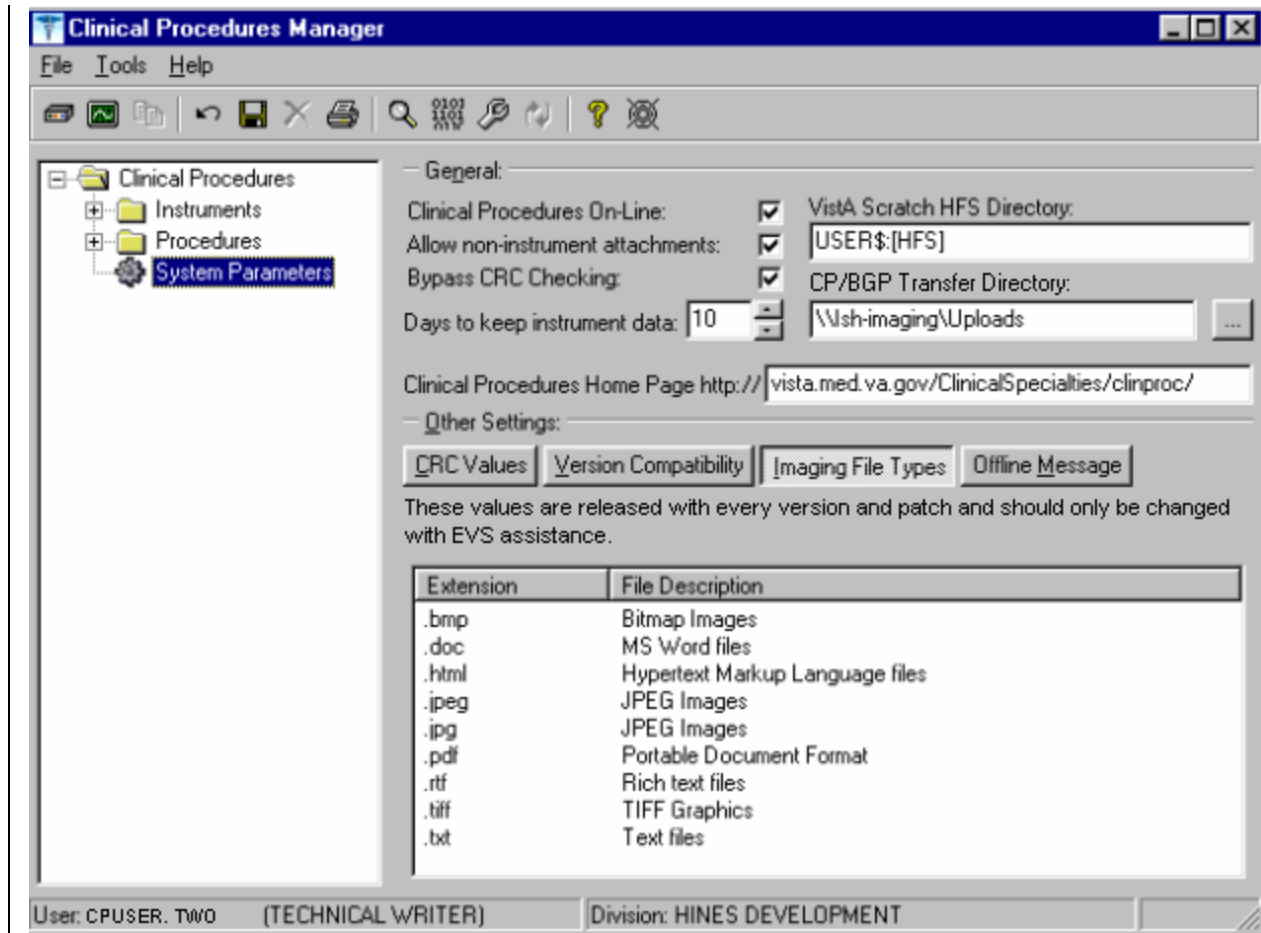 Clinical Procedures Manager
File Tools Help
Clinical Procedures
Instruments
Procedures
System Parameters
General:
Clinical Procedures On-Line:
Allow non-instrument attachments:
Bypass CRC Checking:
Days to keep instrument data: 10
VistA Scratch HFS Directory:
USER$:[HFS]
CP/BGP Transfer Directory:
\\Ish-imaging\Uploads
...
Clinical Procedures Home Page http:// vista.med.va.gov/ClinicalSpecialties/clinproc/
Other Settings:
CRC Values Version Compatibility Imaging File Types Offline Message
These values are released with every version and patch and should only be changed
with EVS assistance.
Extension File Description
.bmp Bitmap Images
.doc MS Word files
.html Hypertext Markup Language files
.jpeg JPEG Images
.jpg JPEG Images
.pdf Portable Document Format
.rtf Rich text files
.tiff TIFF Graphics
.txt Text files
User: CPUSER. TWO (TECHNICAL WRITER) Division: HINES DEVELOPMENT